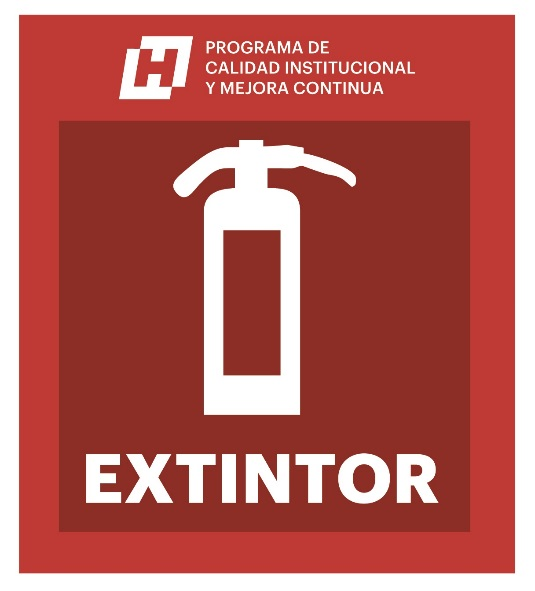 H
PROGRAMA DE
CALIDAD INSTITUCIONAL
Y MEJORA CONTINUA
EXTINTOR